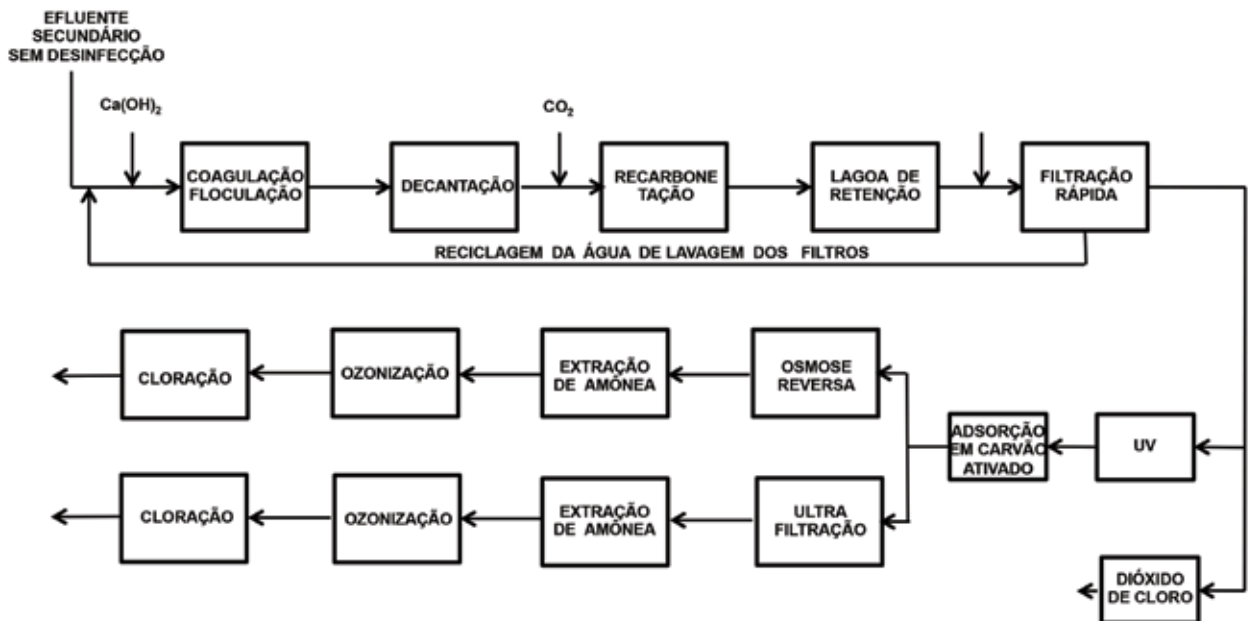 EFLUENTE
SECUNDÁRIO
SEM DESINFECÇÃO
Ca(OH)₂
CO₂
COAGULAÇÃO
FLOCULAÇÃO
DECANTAÇÃO
RECARBONE
TAÇÃO
LAGOA DE
RETENÇÃO
FILTRAÇÃO
RÁPIDA
RECICLAGEM DA ÁGUA DE LAVAGEM DOS FILTROS
CLORAÇÃO
OZONIZAÇÃO
EXTRAÇÃO
DE AMÔNEA
OSMOSE
REVERSA
ADSORÇÃO
EM CARVÃO
ATIVADO
UV
CLORAÇÃO
OZONIZAÇÃO
EXTRAÇÃO
DE AMÔNEA
ULTRA
FILTRAÇÃO
DIÓXIDO
DE CLORO